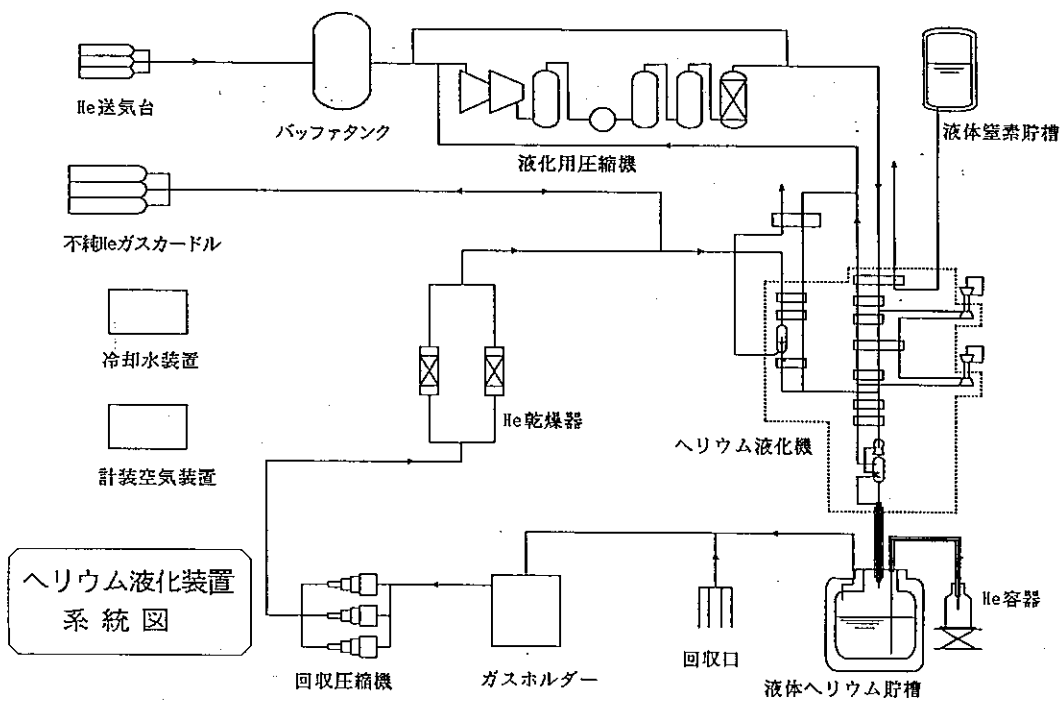 He送気台
バッファタンク
液化用圧縮機
液体窒素貯槽
不純Heガスカードル
冷却水装置
He乾燥器
ヘリウム液化機
計装空気装置
ヘリウム液化装置
系統図
回収圧縮機
ガスホルダー
回収口
He容器
液体ヘリウム貯槽